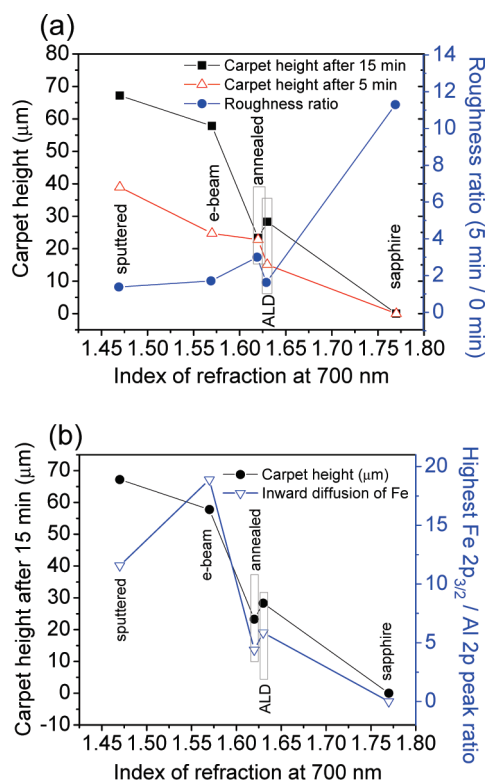 (a)
80
70
60
50
40
30
20
10
0
Carpet height (μm)
Carpet height after 15 min
Carpet height after 5 min
Roughness ratio
sputtered
e-beam
annealed
ALD
sapphire
14
12
10
8
6
4
2
0
Roughness ratio (5 min / 0 min)
1.45 1.50 1.55 1.60 1.65 1.70 1.75 1.80
Index of refraction at 700 nm
(b)
70
60
50
40
30
20
10
0
-10
Carpet height after 15 min (μm)
Carpet height (μm)
Inward diffusion of Fe
sputtered
e-beam
annealed
ALD
sapphire
20
15
10
5
0
Highest Fe 2p3/2 / Al 2p peak ratio
1.45 1.50 1.55 1.60 1.65 1.70 1.75 1.80
Index of refraction at 700 nm